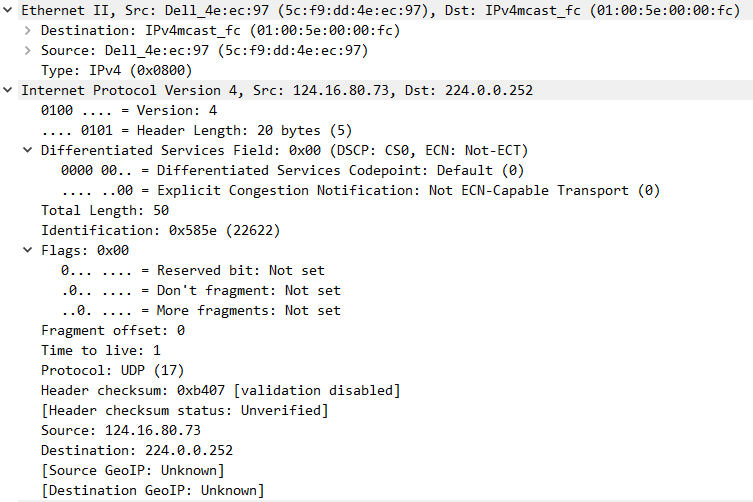 Ethernet II, Src: Dell_4e:ec:97 (5c:f9:dd:4e:ec:97), Dst: IPv4mcast_fc (01:00:5e:00:00:fc)
Destination: IPv4mcast_fc (01:00:5e:00:00:fc)
Source: Dell_4e:ec:97 (5c:f9:dd:4e:ec:97)
Type: IPv4 (0x0800)
Internet Protocol Version 4, Src: 124.16.80.73, Dst: 224.0.0.252
0100 .... = Version: 4
.... 0101 = Header Length: 20 bytes (5)
Differentiated Services Field: 0x00 (DSCP: CS0, ECN: Not-ECT)
0000 00.. = Differentiated Services Codepoint: Default (0)
.... ..00 = Explicit Congestion Notification: Not ECN-Capable Transport (0)
Total Length: 50
Identification: 0x585e (22622)
Flags: 0x00
0... .... = Reserved bit: Not set
.0.. .... = Don't fragment: Not set
..0. .... = More fragments: Not set
Fragment offset: 0
Time to live: 1
Protocol: UDP (17)
Header checksum: 0xb407 [validation disabled]
[Header checksum status: Unverified]
Source: 124.16.80.73
Destination: 224.0.0.252
[Source GeoIP: Unknown]
[Destination GeoIP: Unknown]